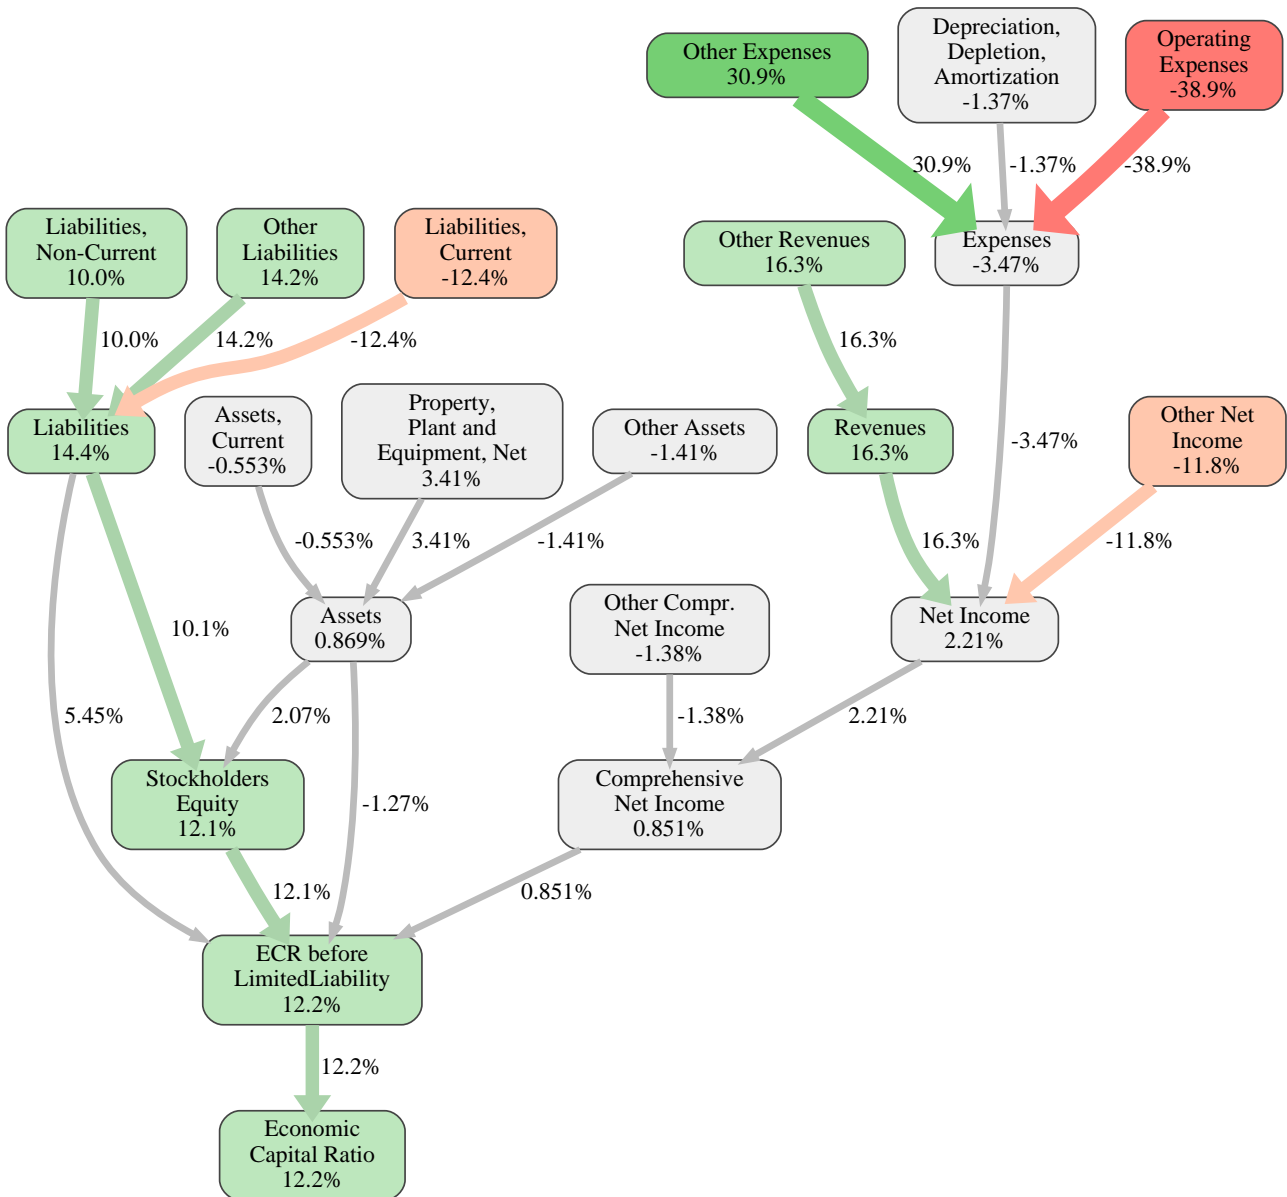 Other Expenses
30.9%
Depreciation,
Depletion,
Amortization
-1.37%
Operating
Expenses
-38.9%
30.9%
-1.37%
-38.9%
Liabilities,
Non-Current
10.0%
Other
Liabilities
14.2%
Liabilities,
Current
-12.4%
Other Revenues
16.3%
Expenses
-3.47%
10.0%
14.2%
-12.4%
16.3%
-3.47%
Liabilities
14.4%
Assets,
Current
-0.553%
Property,
Plant and
Equipment, Net
3.41%
Other Assets
-1.41%
Revenues
16.3%
Other Net
Income
-11.8%
-0.553%
3.41%
-1.41%
16.3%
-11.8%
10.1%
Assets
0.869%
Other Compr.
Net Income
-1.38%
Net Income
2.21%
5.45%
2.07%
-1.27%
-1.38%
2.21%
Stockholders
Equity
12.1%
Comprehensive
Net Income
0.851%
12.1%
0.851%
ECR before
LimitedLiability
12.2%
12.2%
Economic
Capital Ratio
12.2%